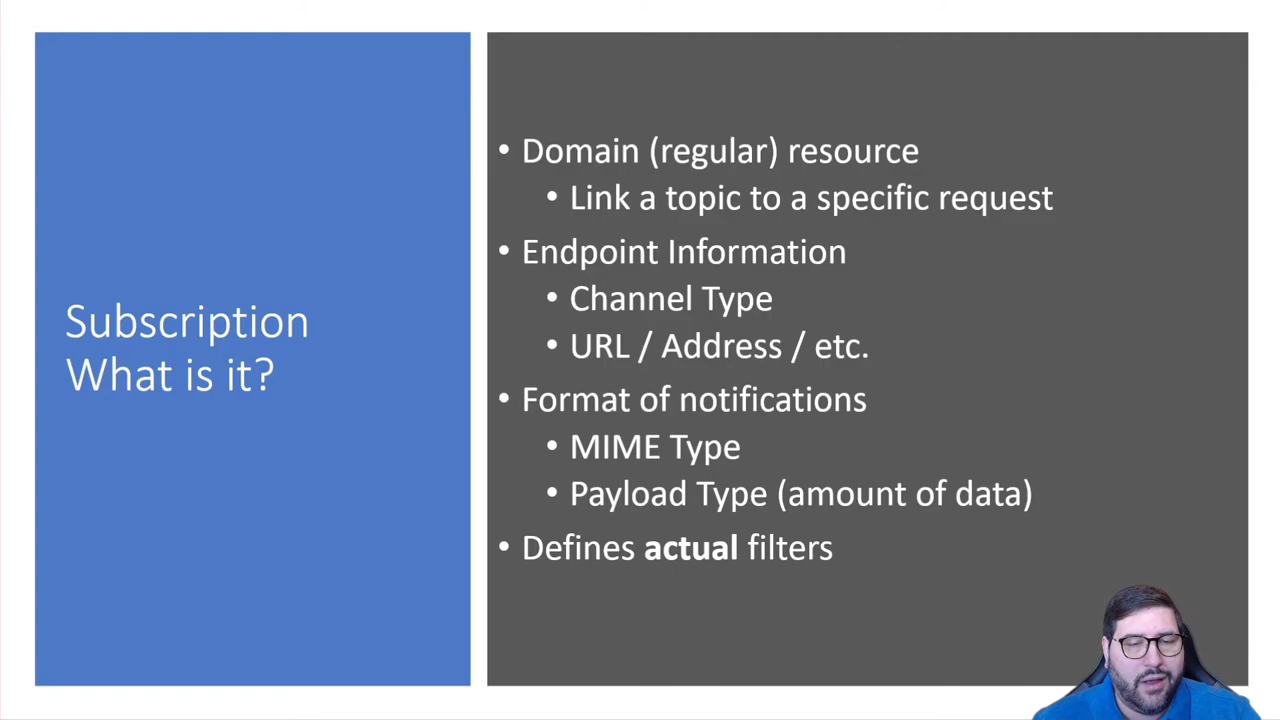 Subscription
What is it?
• Domain (regular) resource
• Link a topic to a specific request
• Endpoint Information
• Channel Type
• URL / Address / etc.
• Format of notifications
• MIME Type
• Payload Type (amount of data)
• Defines actual filters